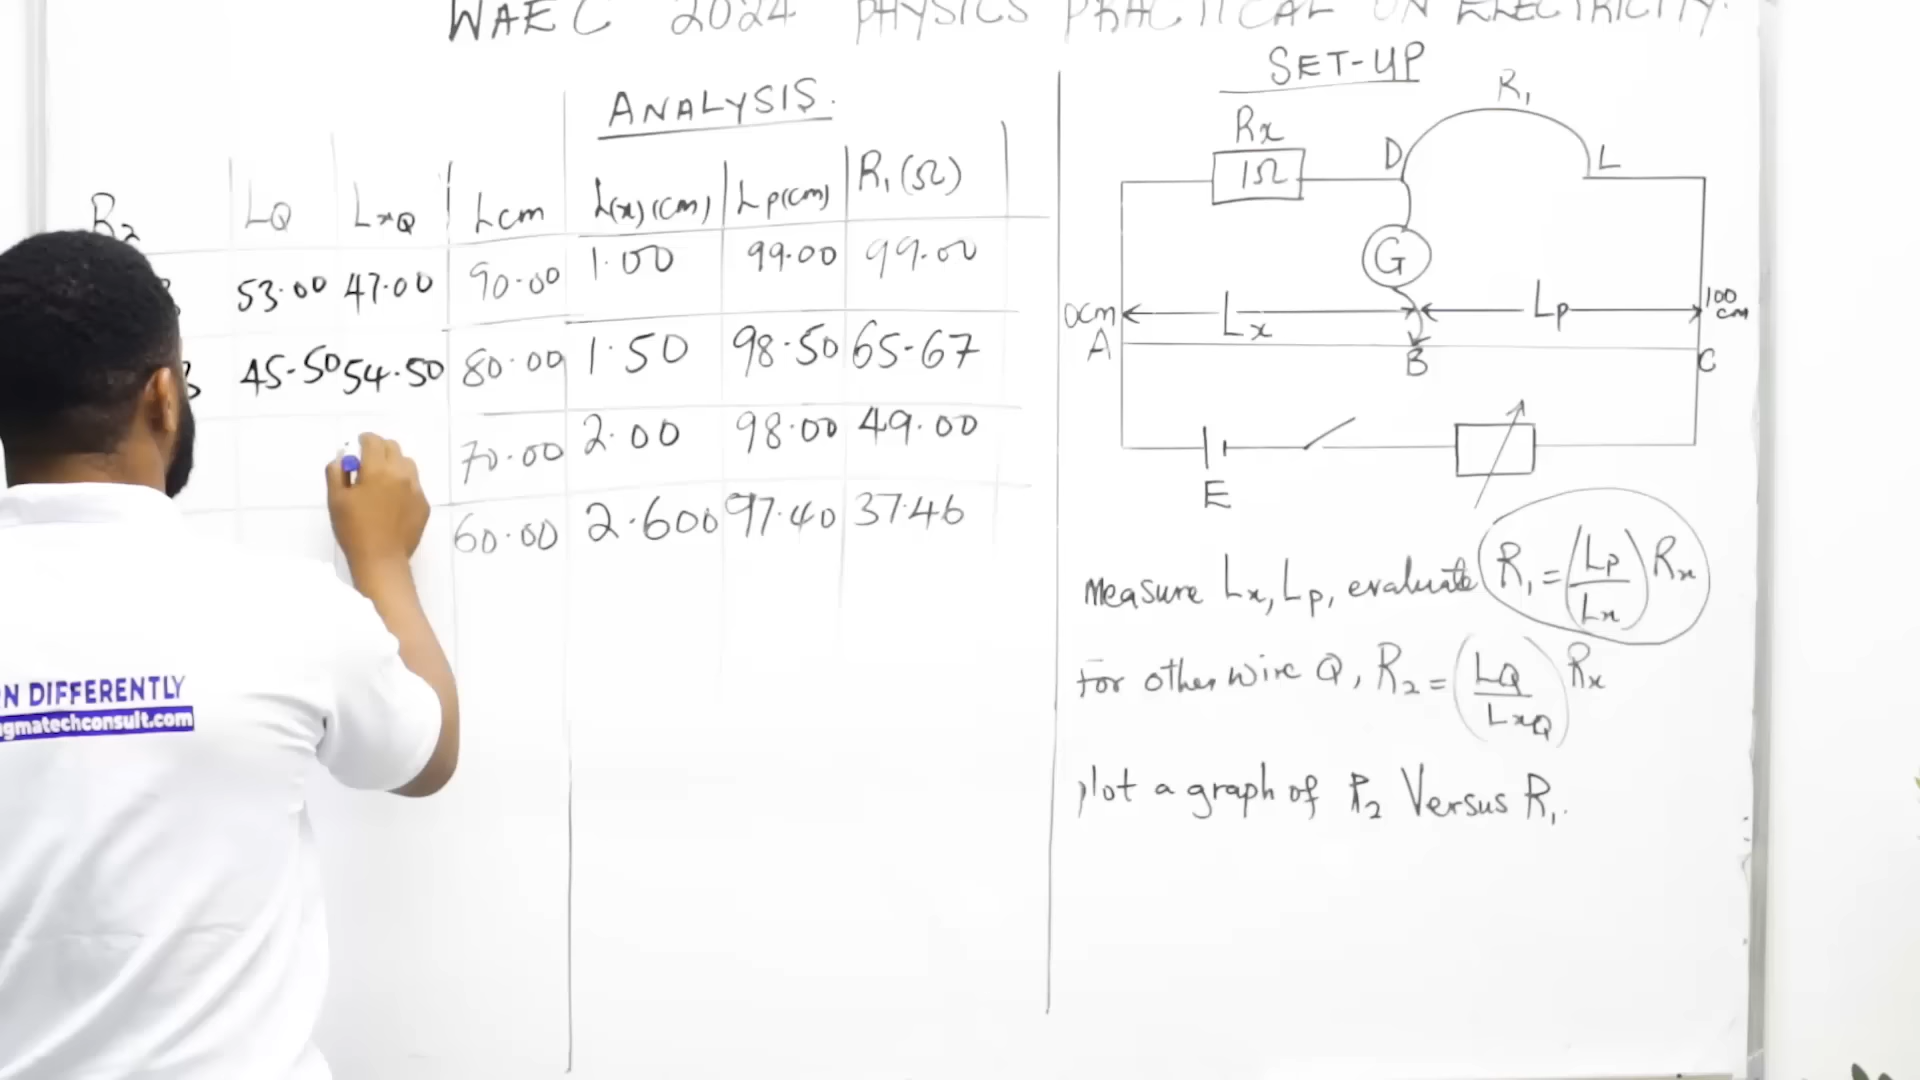 WAEC 2024 PHYSICS PRACTICAL ON ELECTRICITY.
ANALYSIS.
R2 LQ LxQ Lcm L(x)(cm) Lp(cm) R1(Ω)
53.00 47.00 90.00 1.00 99.00 99.00
45.50 54.50 80.00 1.50 98.50 65.67
70.00 2.00 98.00 49.00
60.00 2.600 97.40 37.46
SET-UP
R1
Rx
1Ω
D
L
G
0cm
Lx
Lp
100 cm
A
B
C
E
Measure Lx, Lp, evaluate R1 = (Lp/Lx) Rx
For other wire Q, R2 = (LQ/LxQ) Rx
plot a graph of R2 Versus R1.
N DIFFERENTLY
gmatechconsult.com